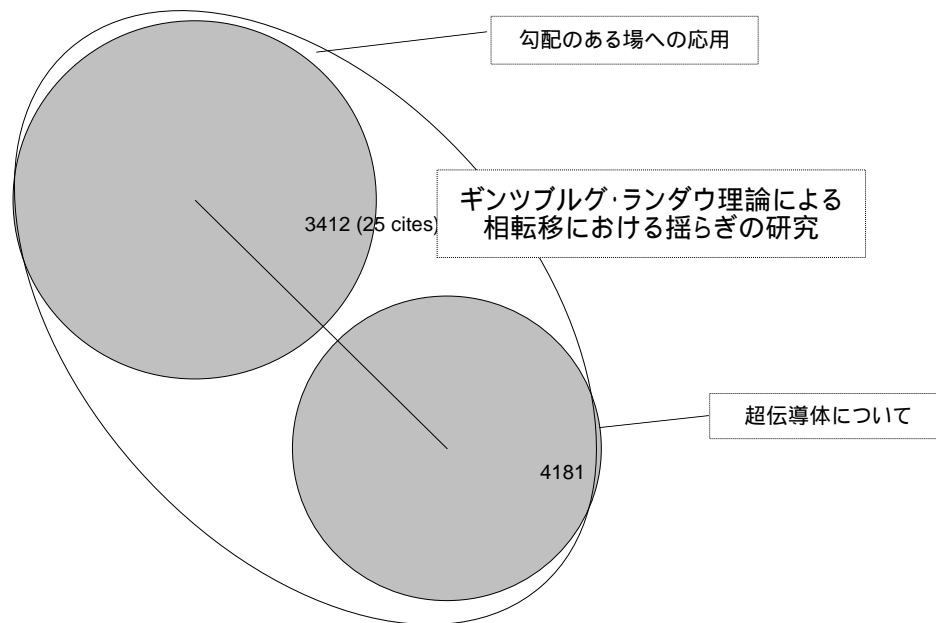 勾配のある場への応用
ギンツブルグ・ランダウ理論による
相転移における揺らぎの研究
3412 (25 cites)
超伝導体について
4181